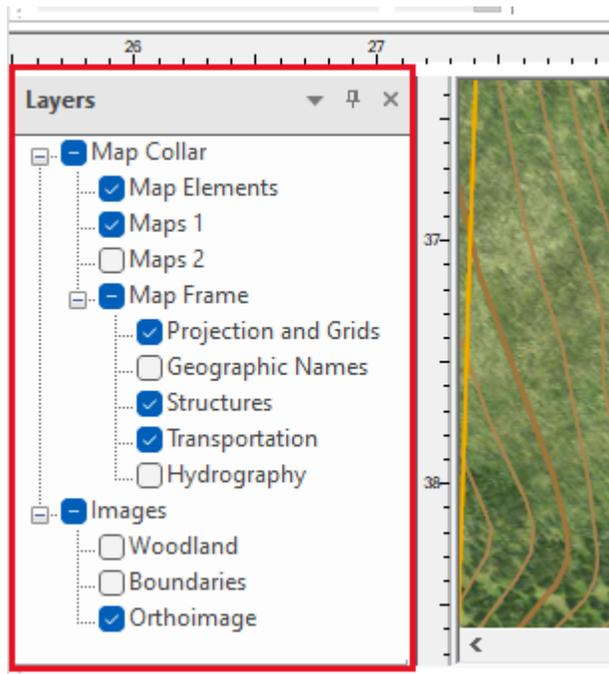 26 27
Layers
Map Collar
Map Elements
Maps 1
Maps 2
Map Frame
Projection and Grids
Geographic Names
Structures
Transportation
Hydrography
Images
Woodland
Boundaries
Orthoimage
37
38